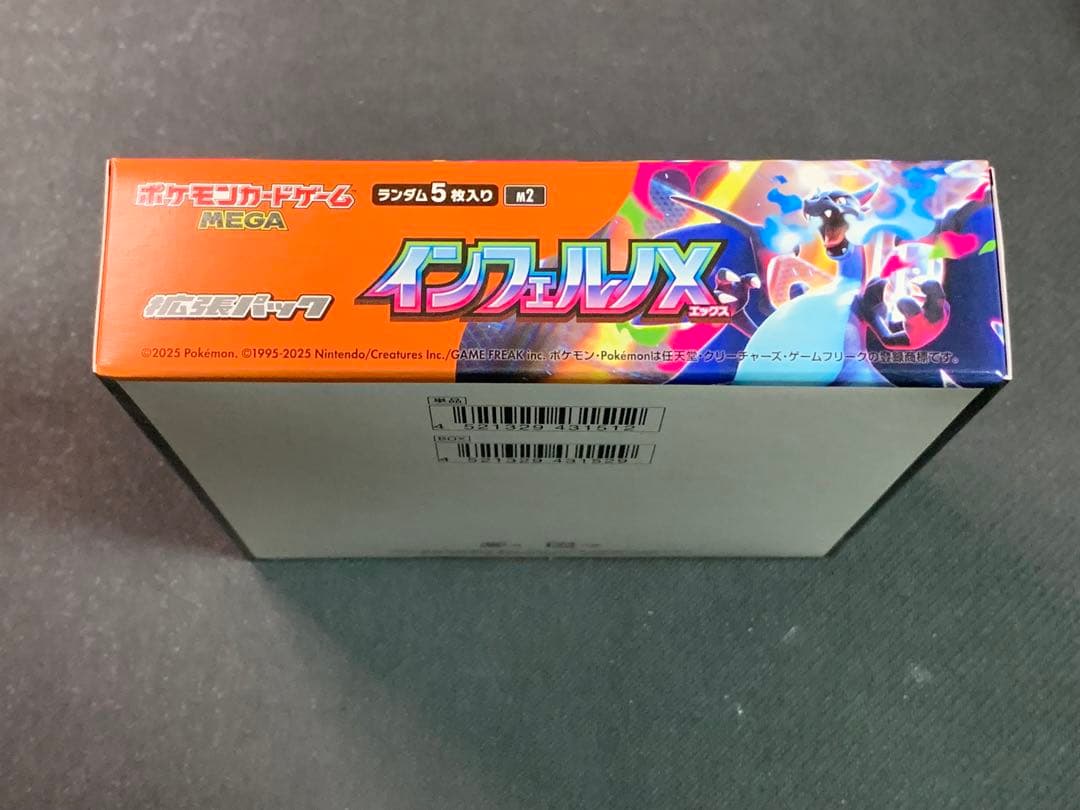 ポケモンカードゲーム
MEGA
ランダム5枚入り
M2
インフェルノX
エックス
拡張パック
©2025 Pokémon. ©1995-2025 Nintendo/Creatures Inc./GAME FREAK inc. ポケモン・Pokémonは任天堂・クリーチャーズ・ゲームフリークの登録商標です。
単品
4 521329 431512
BOX
4 521329 431529